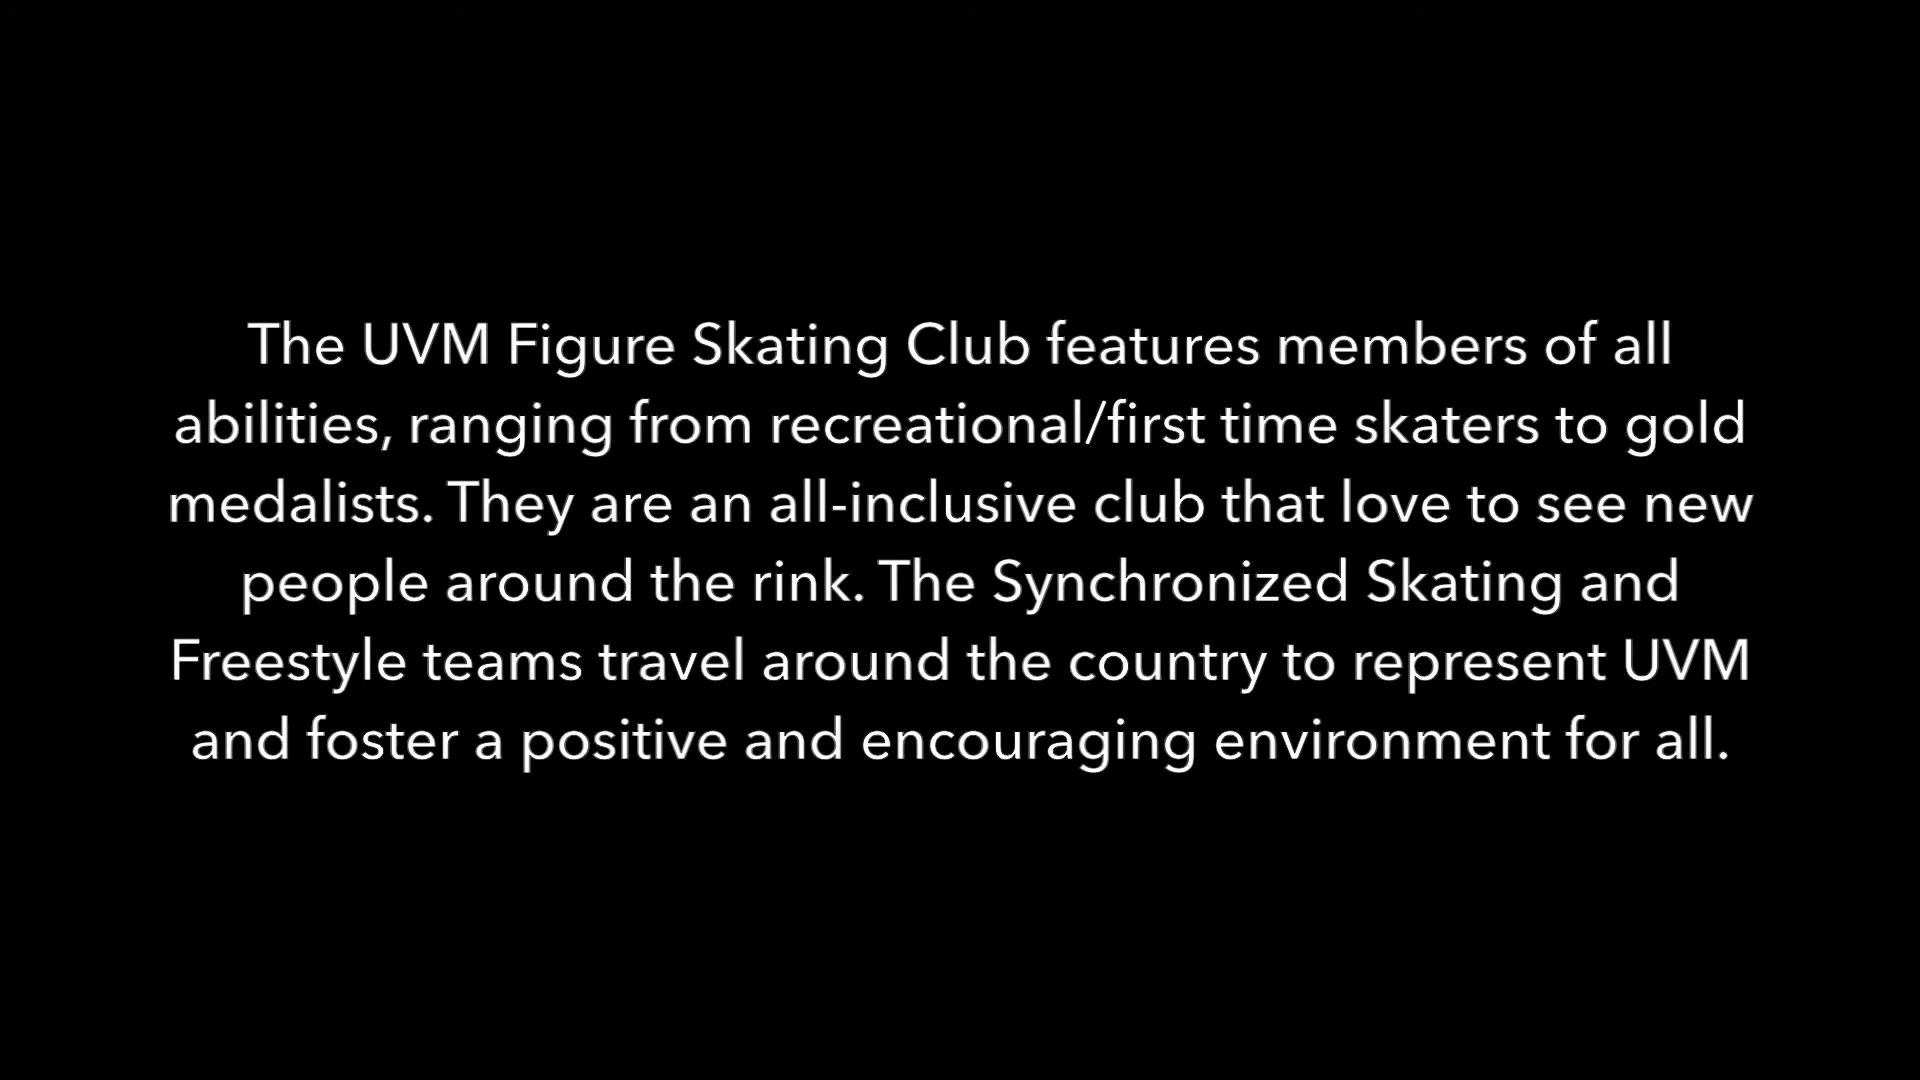 The UVM Figure Skating Club features members of all
abilities, ranging from recreational/first time skaters to gold
medalists. They are an all-inclusive club that love to see new
people around the rink. The Synchronized Skating and
Freestyle teams travel around the country to represent UVM
and foster a positive and encouraging environment for all.